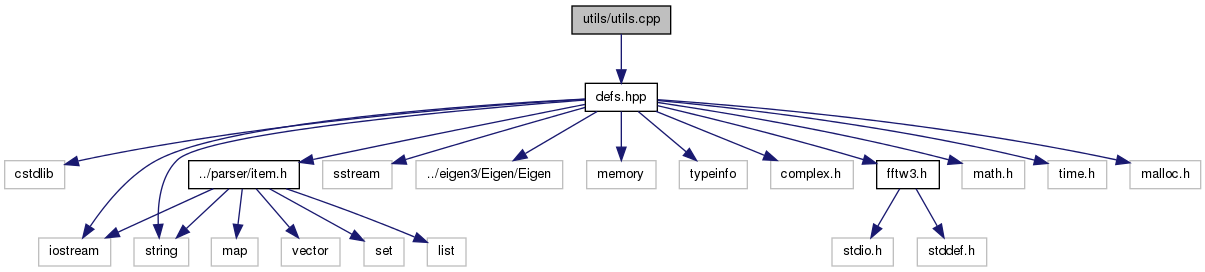 utils/utils.cpp
defs.hpp
cstdlib
../parser/item.h
sstream
../eigen3/Eigen/Eigen
memory
typeinfo
complex.h
fftw3.h
math.h
time.h
malloc.h
iostream
string
map
vector
set
list
stdio.h
stddef.h